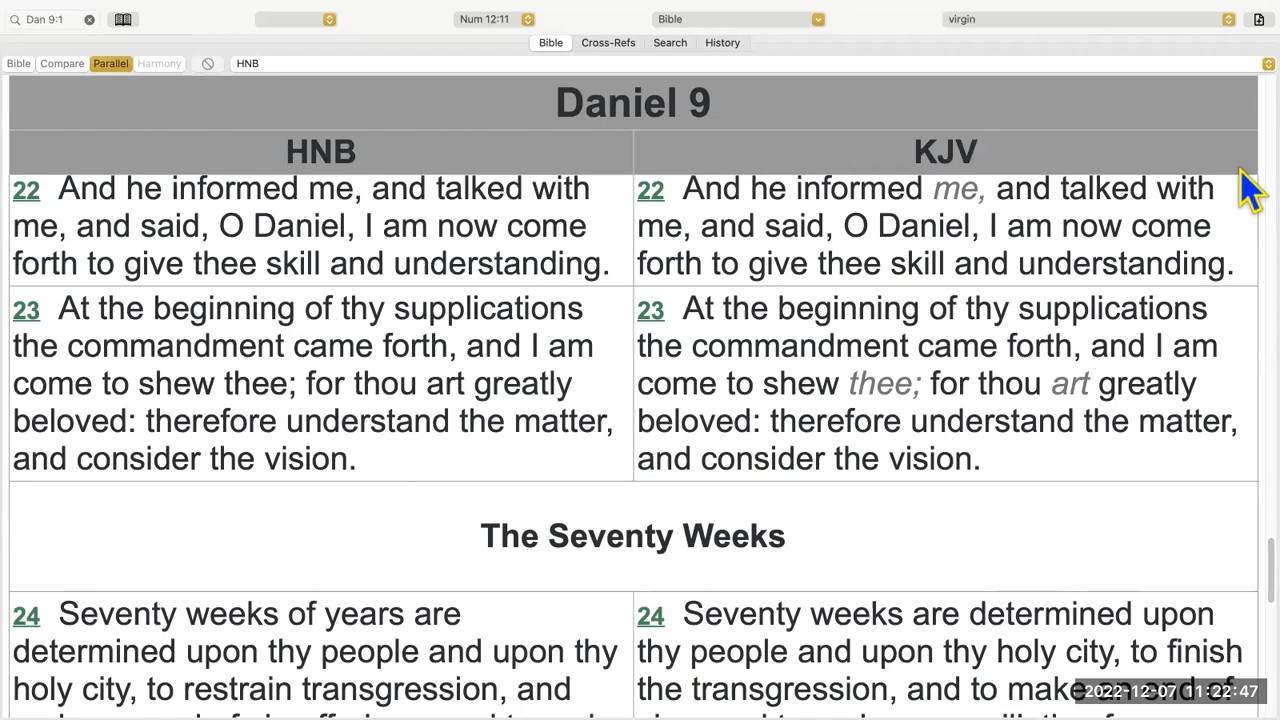 Dan 9:1 Num 12:11 Bible virgin
Bible Cross-Refs Search History
Bible Compare Parallel Harmony HNB
Daniel 9
HNB
22 And he informed me, and talked with
me, and said, O Daniel, I am now come
forth to give thee skill and understanding.
23 At the beginning of thy supplications
the commandment came forth, and I am
come to shew thee; for thou art greatly
beloved: therefore understand the matter,
and consider the vision.
KJV
22 And he informed me, and talked with
me, and said, O Daniel, I am now come
forth to give thee skill and understanding.
23 At the beginning of thy supplications
the commandment came forth, and I am
come to shew thee; for thou art greatly
beloved: therefore understand the matter,
and consider the vision.
The Seventy Weeks
24 Seventy weeks of years are
determined upon thy people and upon thy
holy city, to restrain transgression, and
24 Seventy weeks are determined upon
thy people and upon thy holy city, to finish
the transgression, and to make an end of
2022-12-07 11:22:47